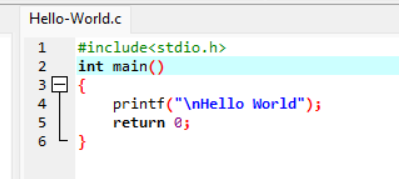 Hello-World.c
1 #include<stdio.h>
2 int main()
3 {
4 printf("\nHello World");
5 return 0;
6 }